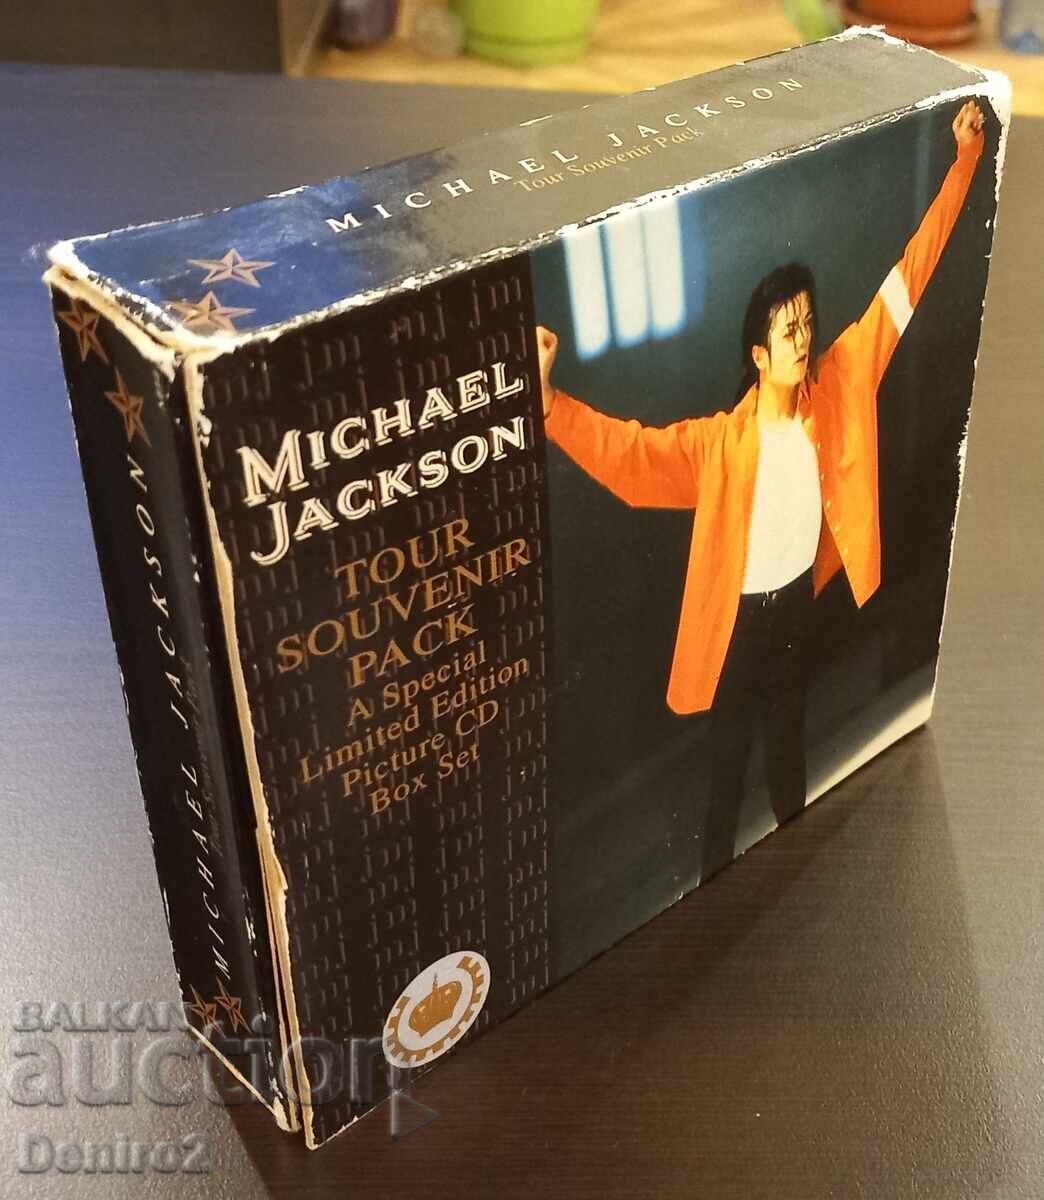 MICHAEL JACKSON
Tour Souvenir Pack
MICHAEL
JACKSON
TOUR
SOUVENIR
PACK
A Special
Limited Edition
Picture CD
Box Set
MICHAEL JACKSON
BALKAN
auction
Deniro2